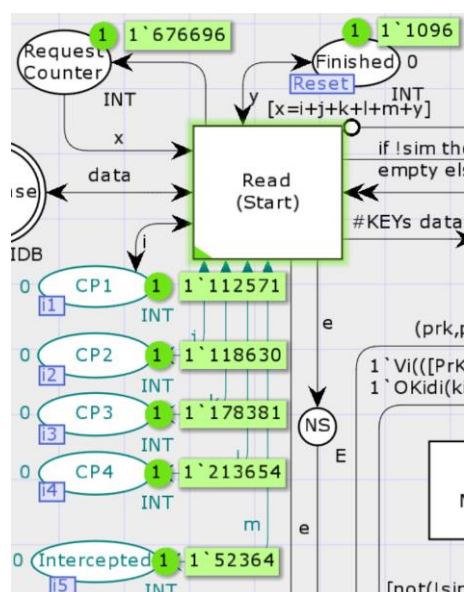 1 1`676696
1 1`1096
Request
Counter
Finished 0
Reset
INT
INT
y
[x=i+j+k+l+m+y]
x
if !sim the
empty els
data
Read
(Start)
se
#KEYs data
IDB
i
0 CP1 1 1`112571
i1
INT
e
0 CP2 1 1`118630
i2
INT
(prk,p
1`Vi(([PrK
1`OKidi(ki
0 CP3 1 1`178381
i3
INT
NS
E
0 CP4 1 1`213654
i4
INT
m
e
0 Intercepted 1 1`52364
i5
INT
[not(!sin